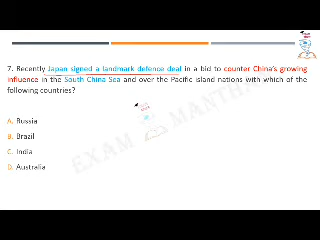 7. Recently Japan signed a landmark defence deal in a bid to counter China's growing
influence in the South China Sea and over the Pacific island nations with which of the
following countries?
A. Russia
B. Brazil
C. India
D. Australia
EXAM MANTHAN